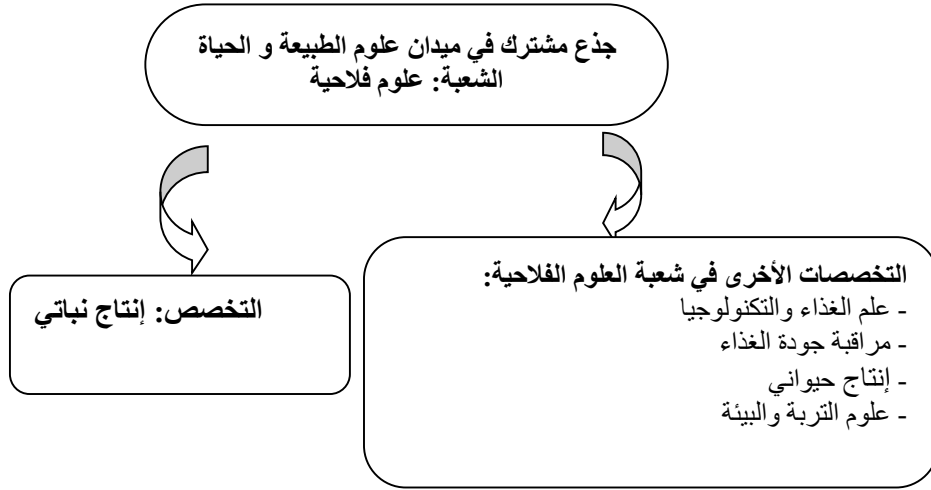 جذع مشترك في ميدان علوم الطبيعة و الحياة
الشعبة: علوم فلاحية
التخصصات الأخرى في شعبة العلوم الفلاحية:
- علم الغذاء والتكنولوجيا
- مراقبة جودة الغذاء
- إنتاج حيواني
- علوم التربة والبيئة
التخصص: إنتاج نباتي